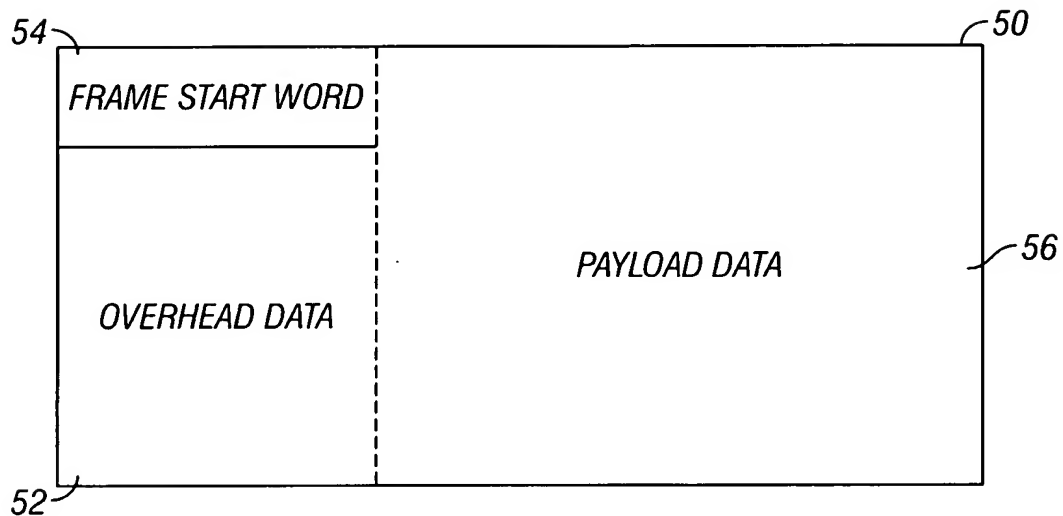 54
50
FRAME START WORD
PAYLOAD DATA
56
OVERHEAD DATA
52